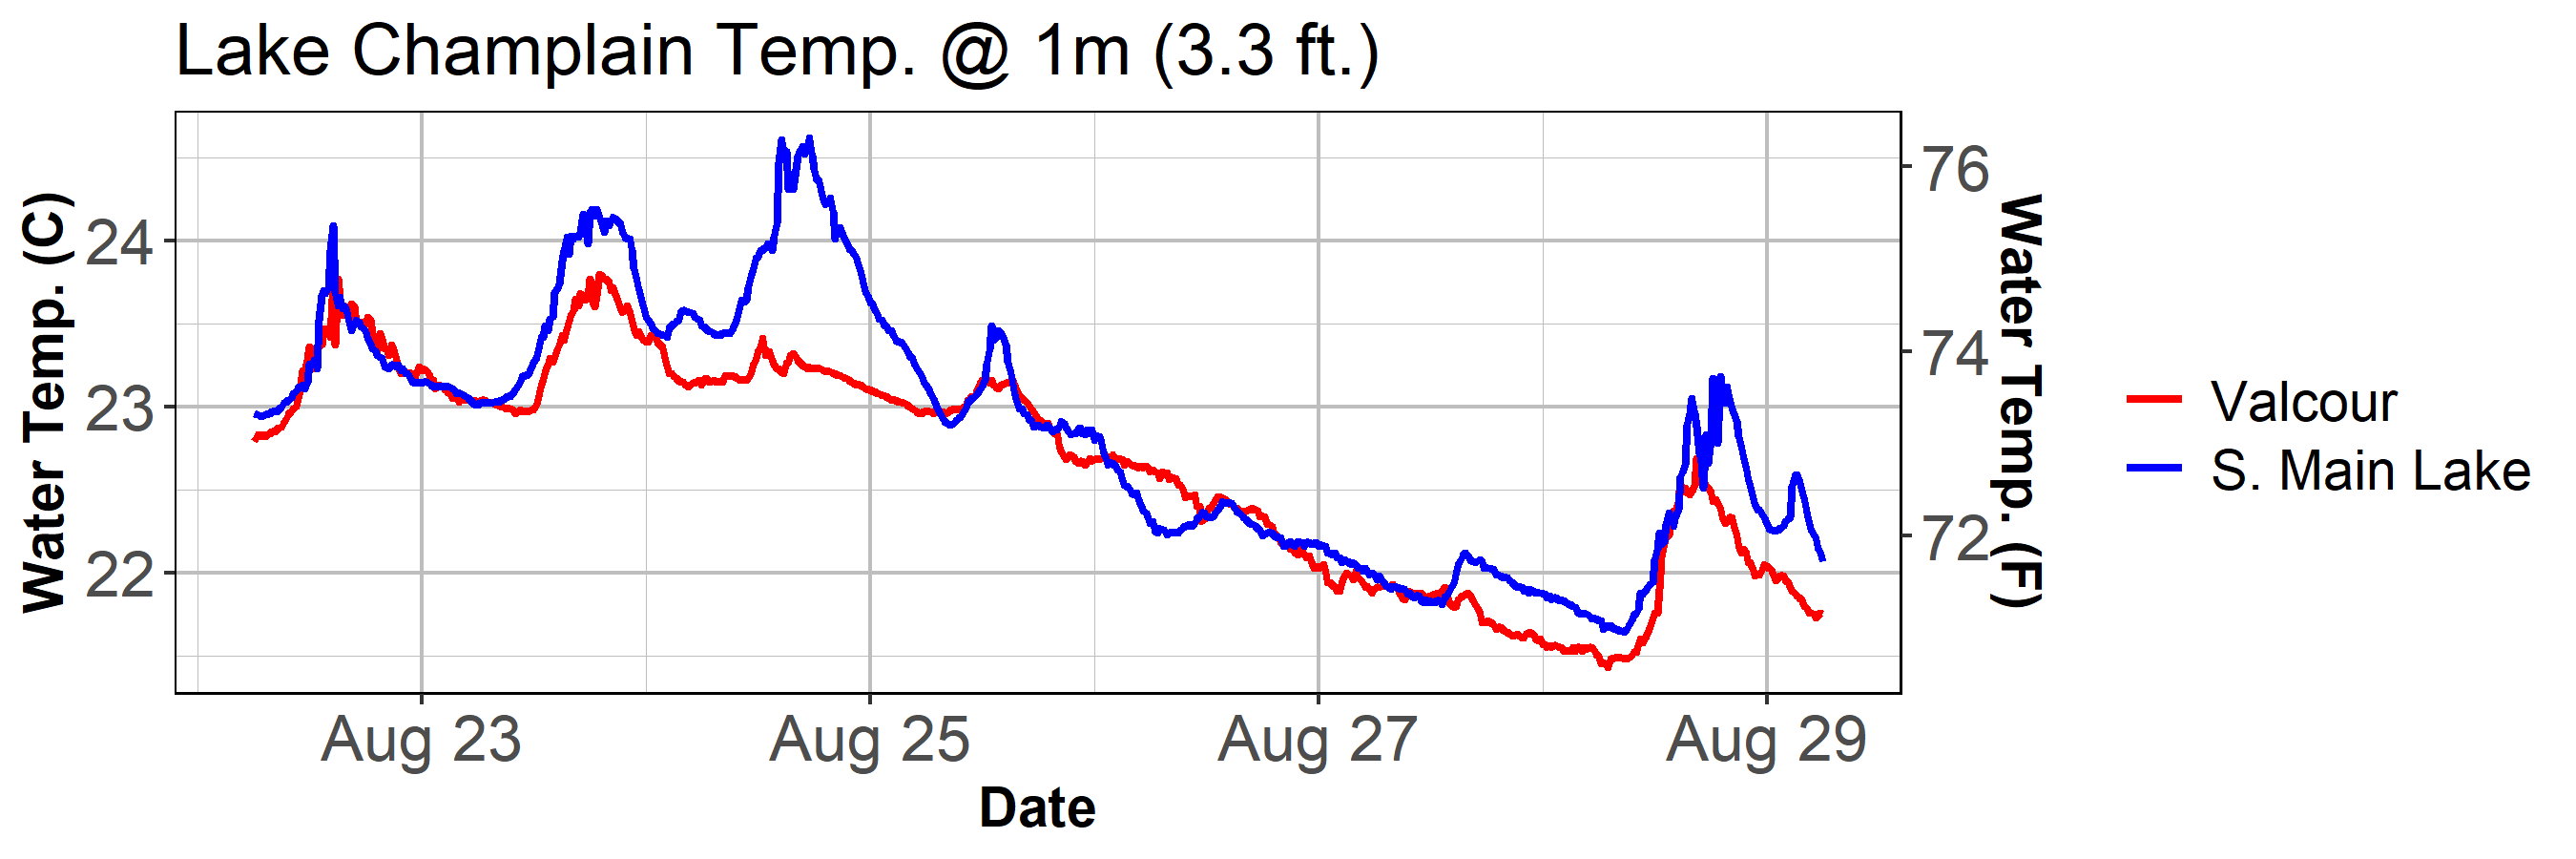 Lake Champlain Temp. @ 1m (3.3 ft.)
Water Temp. (C)
24
23
22
76
74
72
Water Temp. (F)
Aug 23
Aug 25
Aug 27
Aug 29
Date
Valcour
S. Main Lake